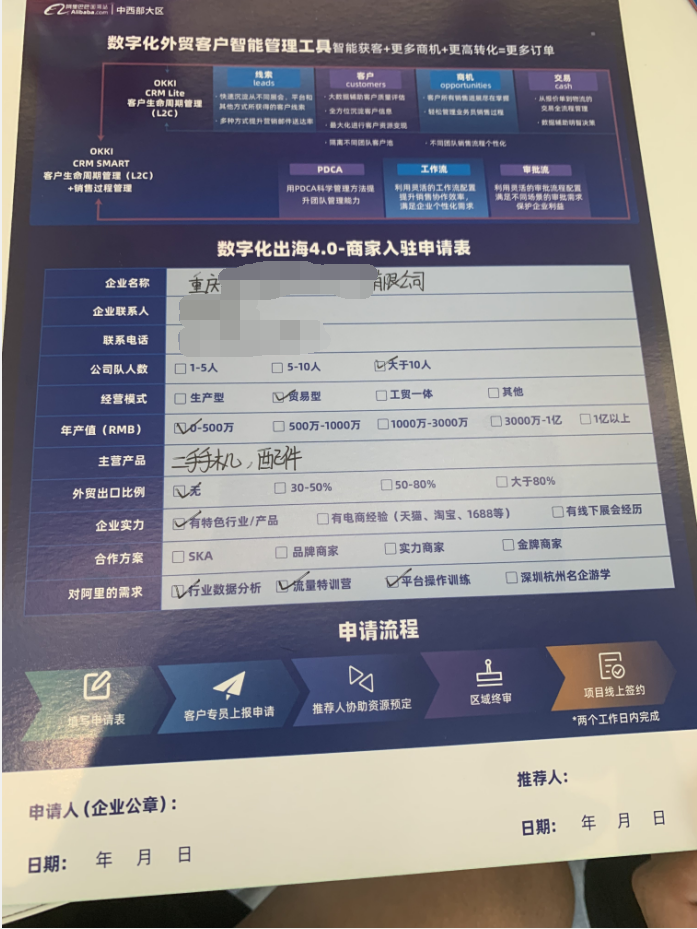 阿里巴巴国际站 Alibaba.com | 中西部大区
数字化外贸客户智能管理工具智能获客+更多商机+更高转化=更多订单
OKKI
CRM Lite
客户生命周期管理
(L2C)
线索
leads
·快速沉淀从不同展会，平台和
其他方式所获得的客户线索
·多种方式提升营销邮件送达率
客户
customers
·大数据辅助客户质量评估
·全方位沉淀客户信息
·最大化进行客户资源变现
·隔离不同团队客户池
商机
opportunities
·客户所有销售进展尽在掌握
·轻松管理业务员销售过程
·不同团队销售流程个性化
交易
cash
·从报价单到物流的
交易全流程管理
·数据辅助销售决策
OKKI
CRM SMART
客户生命周期管理（L2C）
+销售过程管理
PDCA
用PDCA科学管理方法提
升团队管理能力
工作流
利用灵活的工作流配置
提升销售协作效率，
满足企业个性化需求
审批流
利用灵活的审批流程配置
满足不同场景的审批需求
保护企业利益
数字化出海4.0-商家入驻申请表
企业名称 重庆 有限公司
企业联系人
联系电话
公司队人数 1-5人 5-10人 大于10人
经营模式 生产型 贸易型 工贸一体 其他
年产值（RMB） 0-500万 500万-1000万 1000万-3000万 3000万-1亿 1亿以上
主营产品 二手手机，配件
外贸出口比例 无 30-50% 50-80% 大于80%
企业实力 有特色行业/产品 有电商经验（天猫、淘宝、1688等） 有线下展会经历
合作方案 SKA 品牌商家 实力商家 金牌商家
对阿里的需求 行业数据分析 流量特训营 平台操作训练 深圳杭州名企游学
申请流程
填写申请表
客户专员上报申请
推荐人协助资源预定
区域终审
项目线上签约
*两个工作日内完成
申请人（企业公章）：
推荐人：
日期： 年 月 日
日期： 年 月 日